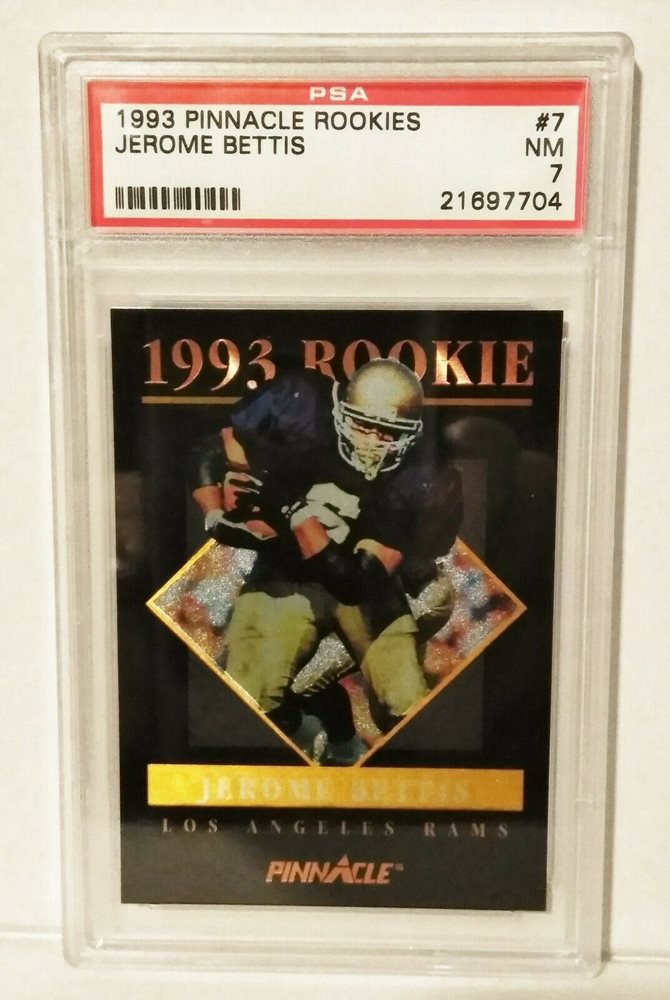 PSA
1993 PINNACLE ROOKIES #7
JEROME BETTIS NM
7
21697704
1993 ROOKIE
JEROME BETTIS
LOS ANGELES RAMS
PINNACLE®